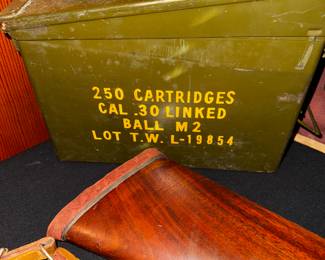 250 CARTRIDGES
CAL .30 LINKED
BALL M2
LOT T.W. L-19854